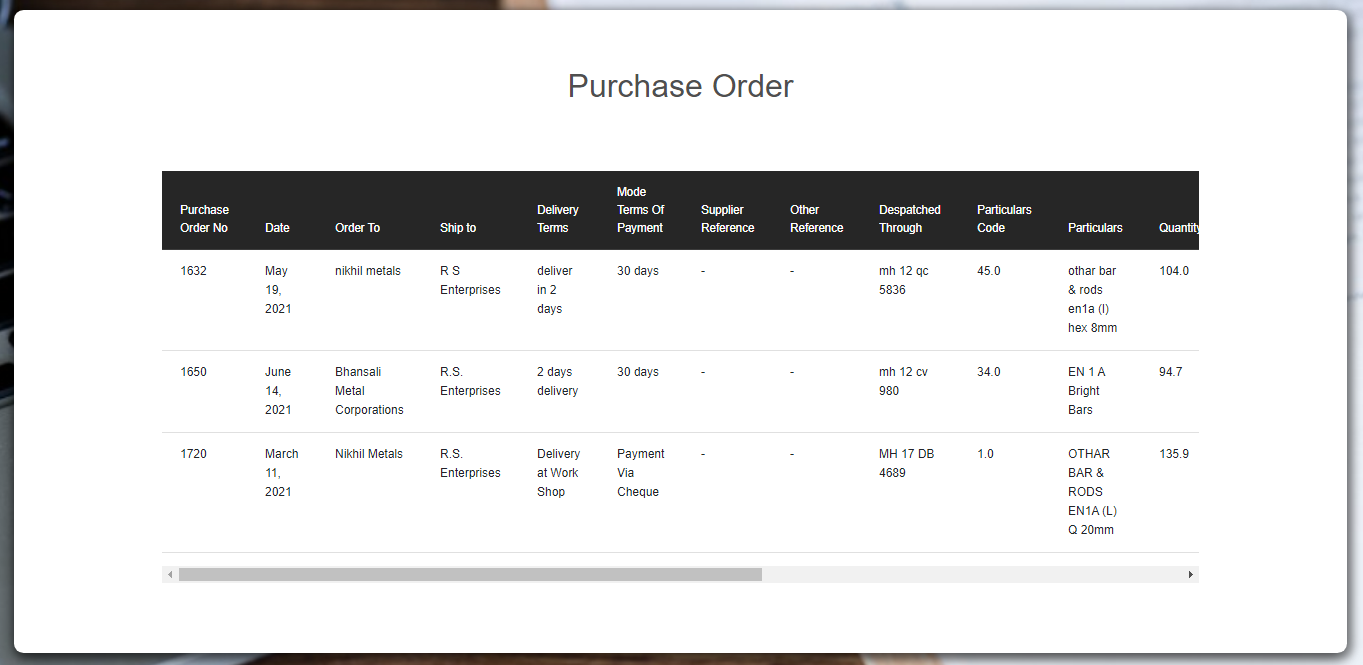 Purchase Order
Purchase Order No Date Order To Ship to Delivery Terms Mode Terms Of Payment Supplier Reference Other Reference Despatched Through Particulars Code Particulars Quantity
1632 May 19, 2021 nikhil metals R S Enterprises deliver in 2 days 30 days - - mh 12 qc 5836 45.0 othar bar & rods en1a (l) hex 8mm 104.0
1650 June 14, 2021 Bhansali Metal Corporations R.S. Enterprises 2 days delivery 30 days - - mh 12 cv 980 34.0 EN 1 A Bright Bars 94.7
1720 March 11, 2021 Nikhil Metals R.S. Enterprises Delivery at Work Shop Payment Via Cheque - - MH 17 DB 4689 1.0 OTHAR BAR & RODS EN1A (L) Q 20mm 135.9